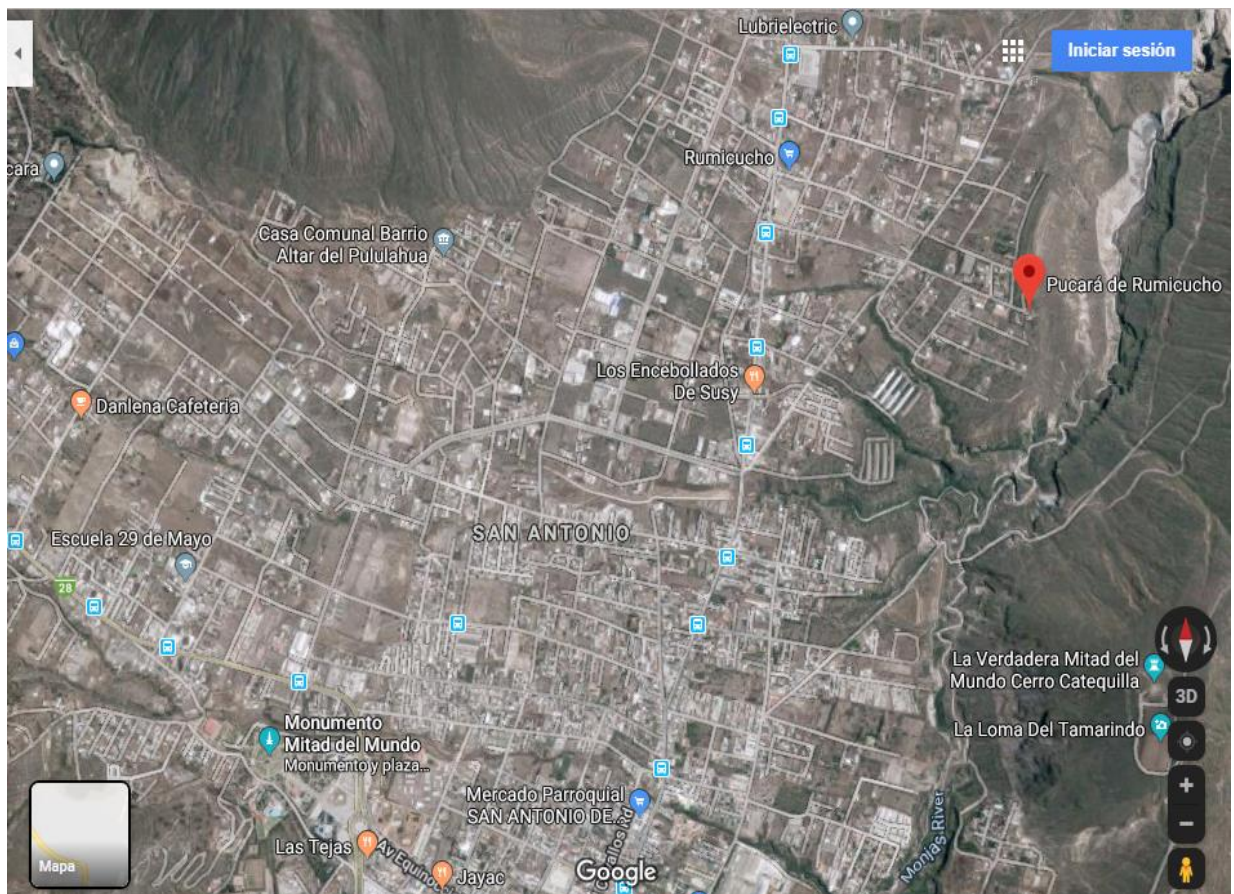 Lubrielectric
Iniciar sesión
Rumicucho
cara
Casa Comunal Barrio
Altar del Pululahua
Pucará de Rumicucho
Los Encebollados
De Susy
Danlena Cafeteria
SAN ANTONIO
Escuela 29 de Mayo
28
La Verdadera Mitad del
Mundo Cerro Catequilla
3D
La Loma Del Tamarindo
Monumento
Mitad del Mundo
Monumento y plaza...
Mercado Parroquial
SAN ANTONIO DE...
Las Tejas
Av Equinoc
Jayac
Google
Monjas River
Mapa